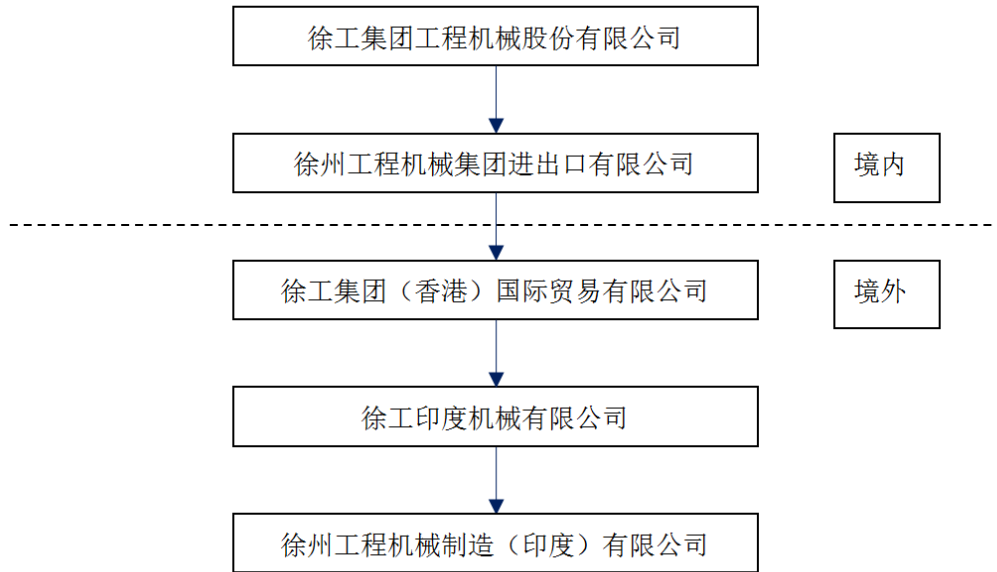 徐工集团工程机械股份有限公司
徐州工程机械集团进出口有限公司
境内
徐工集团（香港）国际贸易有限公司
境外
徐工印度机械有限公司
徐州工程机械制造（印度）有限公司